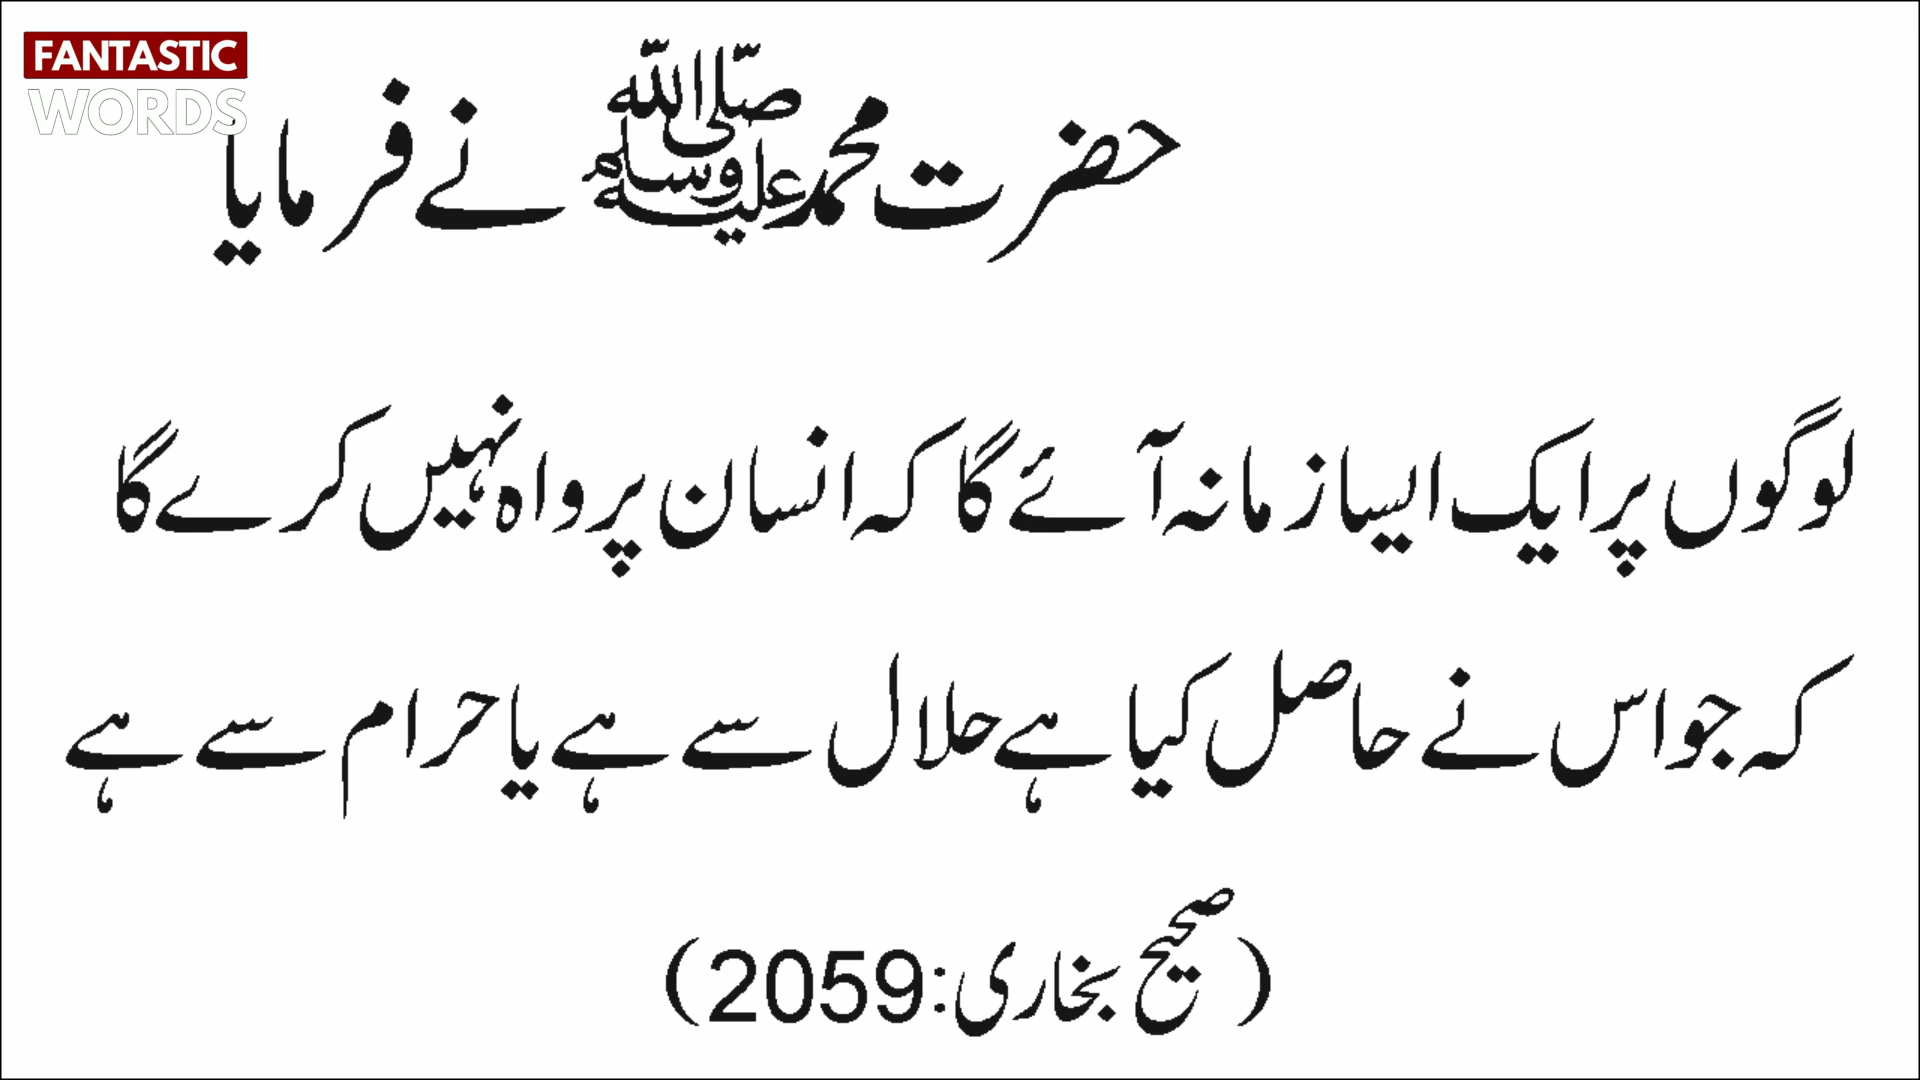 FANTASTIC
WORDS
حضرت محمد صلی اللہ علیہ وسلم نے فرمایا
لوگوں پر ایک ایسا زمانہ آئے گا کہ انسان پرواہ نہیں کرے گا
کہ جو اس نے حاصل کیا ہے حلال سے ہے یا حرام سے ہے
(صحیح بخاری:2059)